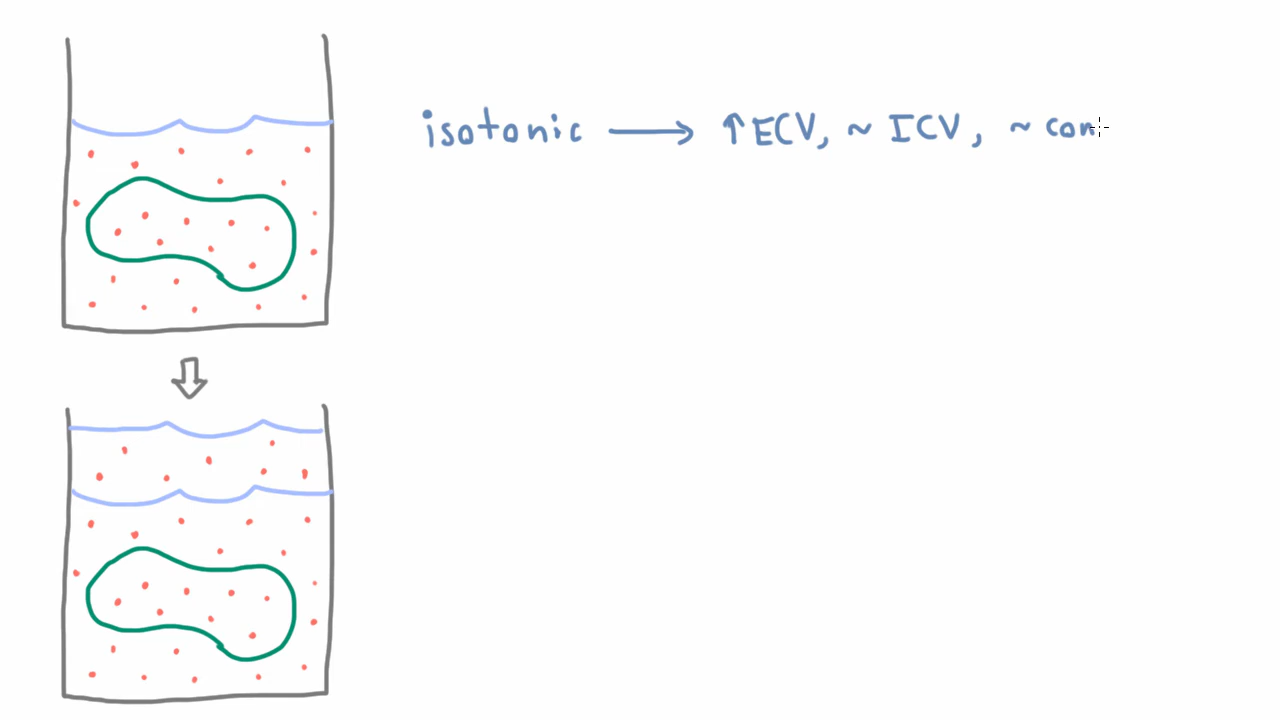 isotonic → ↑ECV, ~ ICV, ~ con